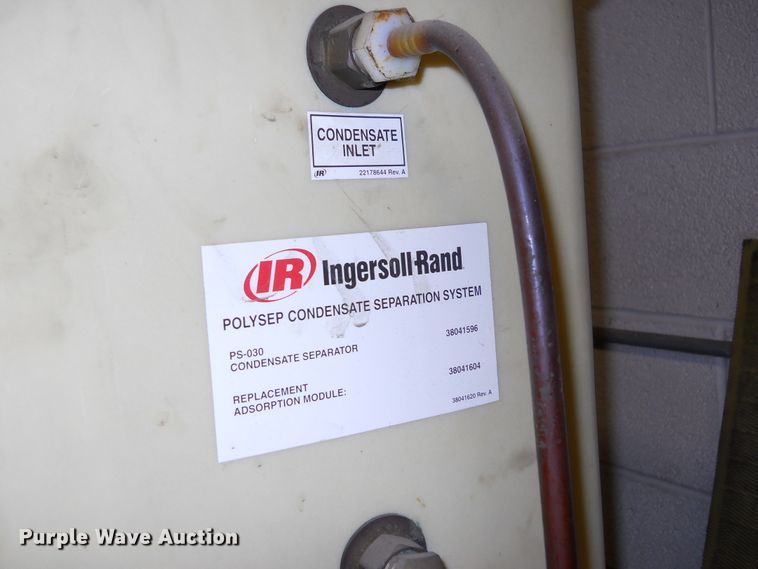 CONDENSATE
INLET
IR 22178644 Rev. A
IR Ingersoll-Rand
POLYSEP CONDENSATE SEPARATION SYSTEM
PS-030 38041596
CONDENSATE SEPARATOR
REPLACEMENT 38041604
ADSORPTION MODULE:
38041620 Rev. A
Purple Wave Auction